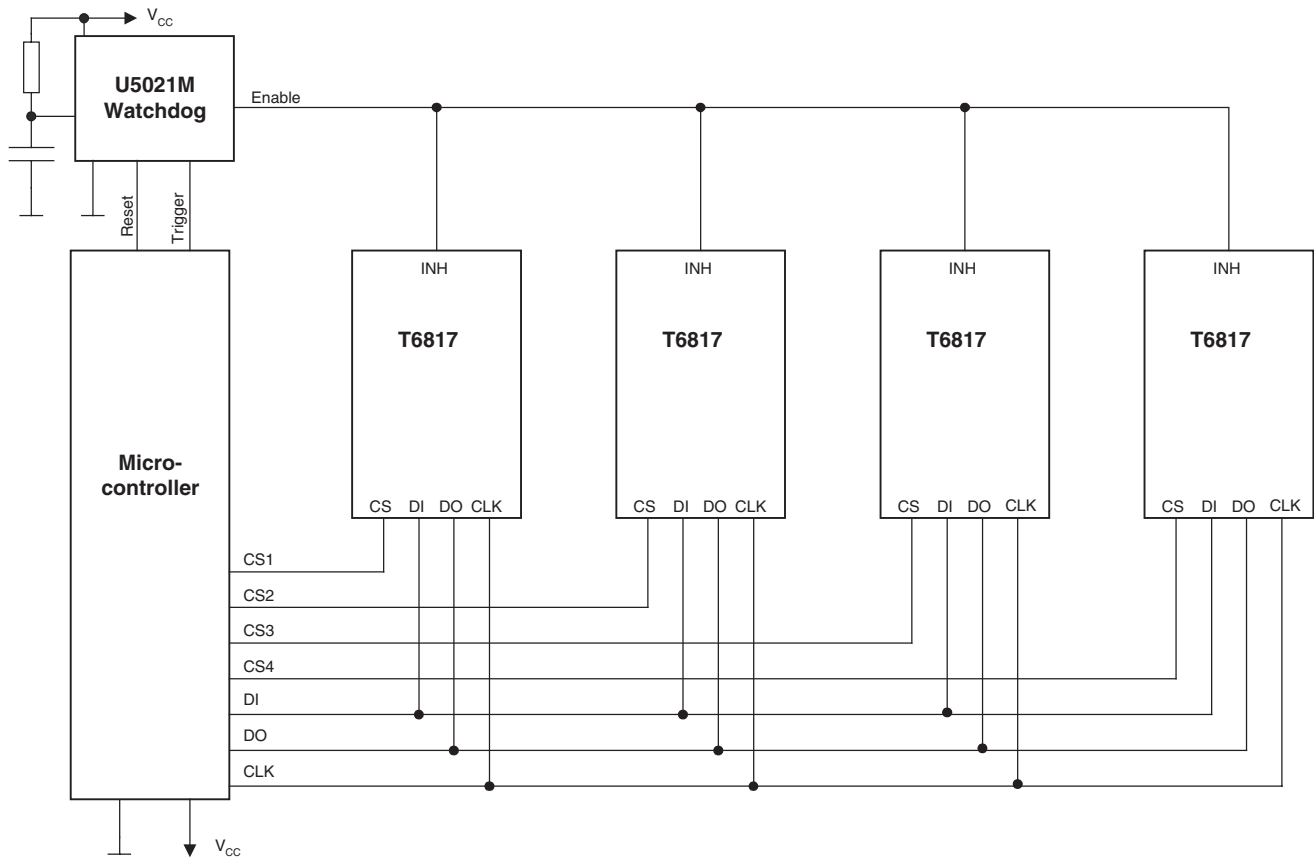 VCC
U5021M
Watchdog
Enable
Reset
Trigger
INH
INH
INH
INH
T6817
T6817
T6817
T6817
Micro-
controller
CS DI DO CLK
CS DI DO CLK
CS DI DO CLK
CS DI DO CLK
CS1
CS2
CS3
CS4
DI
DO
CLK
VCC